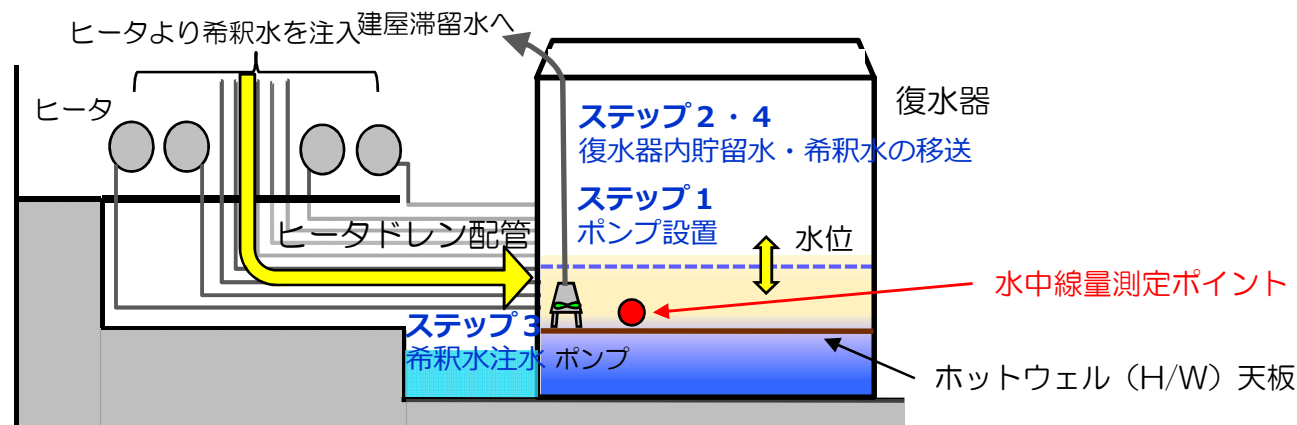 ヒータより希釈水を注入
建屋滞留水へ
ヒータ
復水器
ステップ２・４
復水器内貯留水・希釈水の移送
ステップ１
ポンプ設置
ヒータドレン配管
水位
水中線量測定ポイント
ステップ３
希釈水注水
ポンプ
ホットウェル（H/W）天板